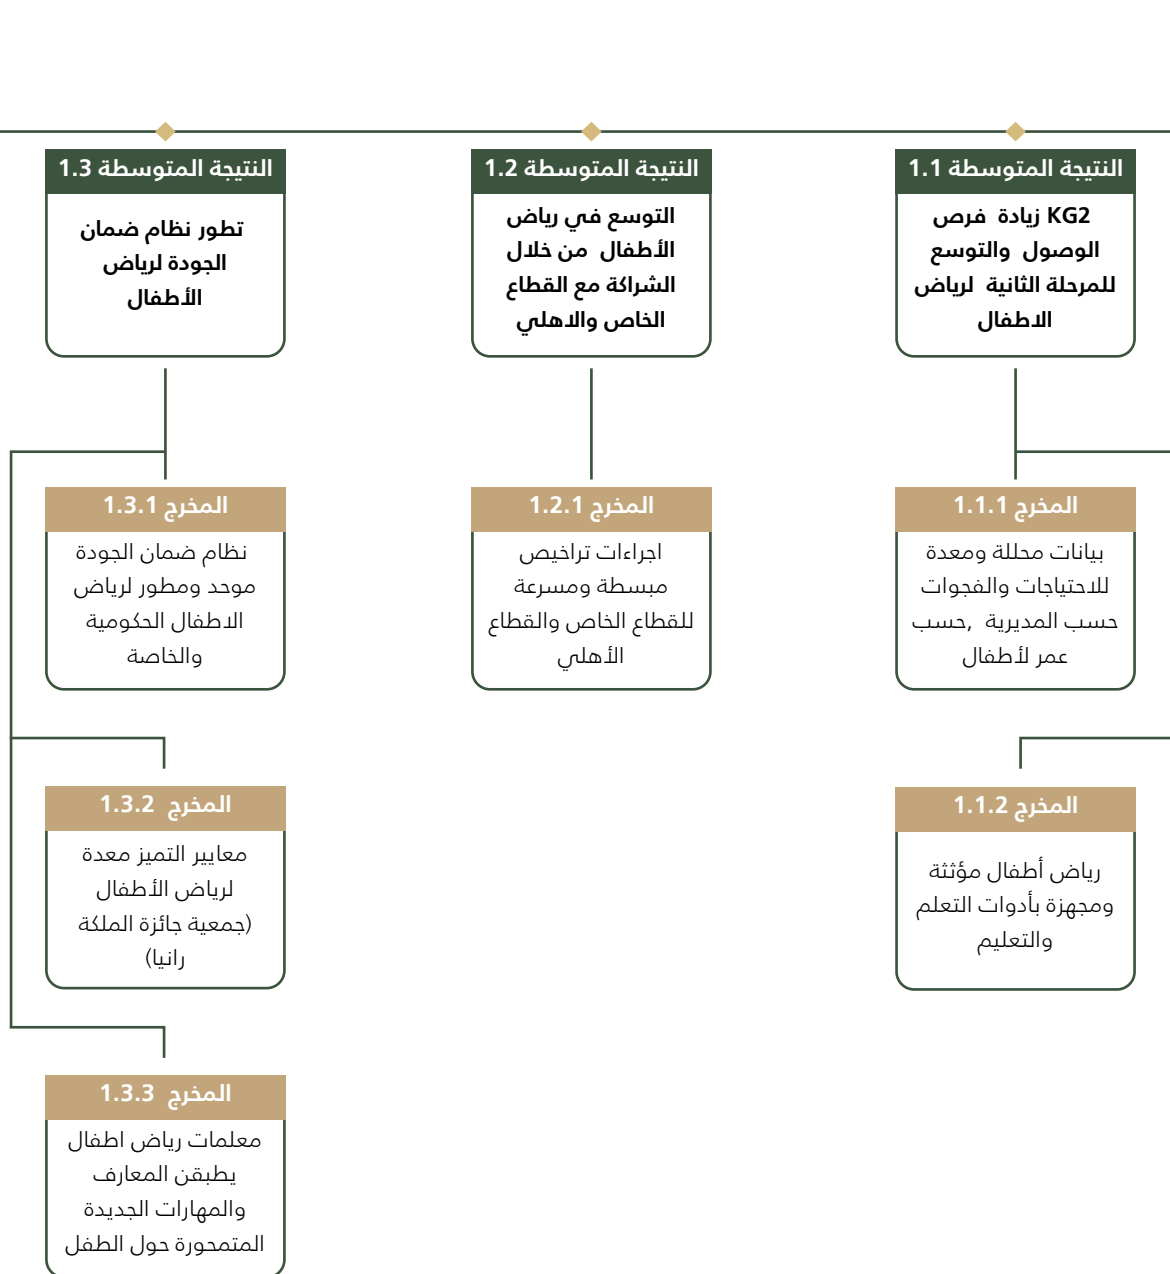 النتيجة المتوسطة 1.1
KG2 زيادة فرص
الوصول والتوسع
للمرحلة الثانية لرياض
الاطفال
المخرج 1.1.1
بيانات محللة ومعدة
للاحتياجات والفجوات
حسب المديرية ,حسب
عمر لأطفال
المخرج 1.1.2
رياض أطفال مؤثثة
ومجهزة بأدوات التعلم
والتعليم
النتيجة المتوسطة 1.2
التوسع في رياض
الأطفال من خلال
الشراكة مع القطاع
الخاص والاهلي
المخرج 1.2.1
اجراءات تراخيص
مبسطة ومسرعة
للقطاع الخاص والقطاع
الأهلي
النتيجة المتوسطة 1.3
تطور نظام ضمان
الجودة لرياض
الأطفال
المخرج 1.3.1
نظام ضمان الجودة
موحد ومطور لرياض
الاطفال الحكومية
والخاصة
المخرج 1.3.2
معايير التميز معدة
لرياض الأطفال
(جمعية جائزة الملكة
رانيا)
المخرج 1.3.3
معلمات رياض اطفال
يطبقن المعارف
والمهارات الجديدة
المتمحورة حول الطفل